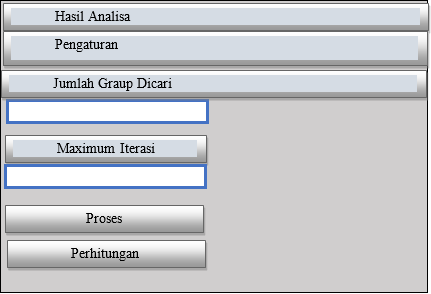 Hasil Analisa
Pengaturan
Jumlah Graup Dicari
Maximum Iterasi
Proses
Perhitungan